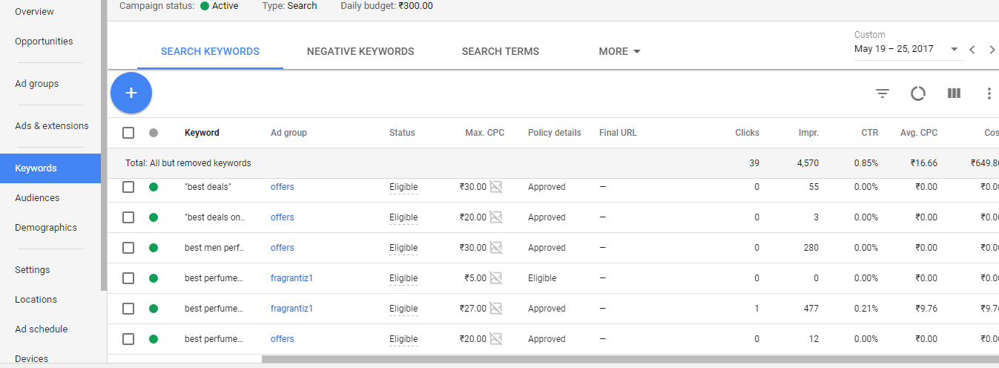 Overview
Opportunities
Ad groups
Ads & extensions
Keywords
Audiences
Demographics
Settings
Locations
Ad schedule
Devices
Campaign status: Active Type: Search Daily budget: ₹300.00
SEARCH KEYWORDS NEGATIVE KEYWORDS SEARCH TERMS MORE
Custom
May 19 – 25, 2017
Keyword Ad group Status Max. CPC Policy details Final URL Clicks Impr. CTR Avg. CPC Cos
Total: All but removed keywords 39 4,570 0.85% ₹16.66 ₹649.80
"best deals" offers Eligible ₹30.00 Approved — 0 55 0.00% ₹0.00 ₹0.00
"best deals on.. offers Eligible ₹20.00 Approved — 0 3 0.00% ₹0.00 ₹0.00
best men perf.. offers Eligible ₹30.00 Approved — 0 280 0.00% ₹0.00 ₹0.00
best perfume... fragrantiz1 Eligible ₹5.00 Eligible — 0 0 0.00% ₹0.00 ₹0.00
best perfume... fragrantiz1 Eligible ₹27.00 Approved — 1 477 0.21% ₹9.76 ₹9.76
best perfume... offers Eligible ₹20.00 Approved — 0 12 0.00% ₹0.00 ₹0.00